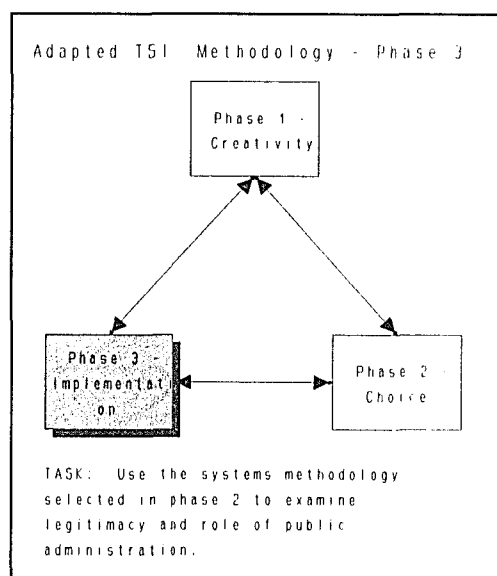 Adapted TSI Methodology - Phase 3
Phase 1 -
Creativity
Phase 3 -
Implementati
on
Phase 2 -
Choice
TASK: Use the systems methodology
selected in phase 2 to examine
legitimacy and role of public
administration.